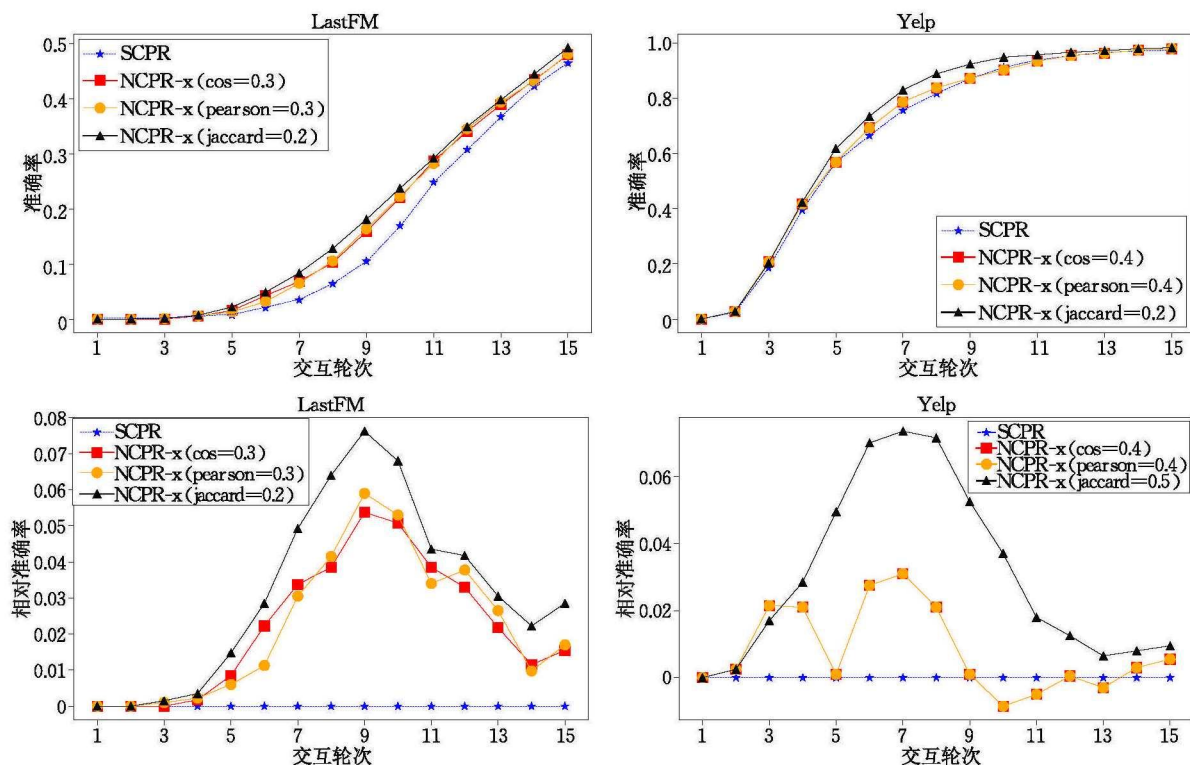 LastFM
准确率
0.5
0.4
0.3
0.2
0.1
0
SCPR
NCPR-x(cos=0.3)
NCPR-x(pearson=0.3)
NCPR-x(jaccard=0.2)
1 3 5 7 9 11 13 15
交互轮次
Yelp
准确率
1.0
0.8
0.6
0.4
0.2
0
SCPR
NCPR-x(cos=0.4)
NCPR-x(pearson=0.4)
NCPR-x(jaccard=0.2)
1 3 5 7 9 11 13 15
交互轮次
LastFM
相对准确率
0.08
0.07
0.06
0.05
0.04
0.03
0.02
0.01
0
SCPR
NCPR-x(cos=0.3)
NCPR-x(pearson=0.3)
NCPR-x(jaccard=0.2)
1 3 5 7 9 11 13 15
交互轮次
Yelp
相对准确率
0.06
0.04
0.02
0
SCPR
NCPR-x(cos=0.4)
NCPR-x(pearson=0.4)
NCPR-x(jaccard=0.5)
1 3 5 7 9 11 13 15
交互轮次